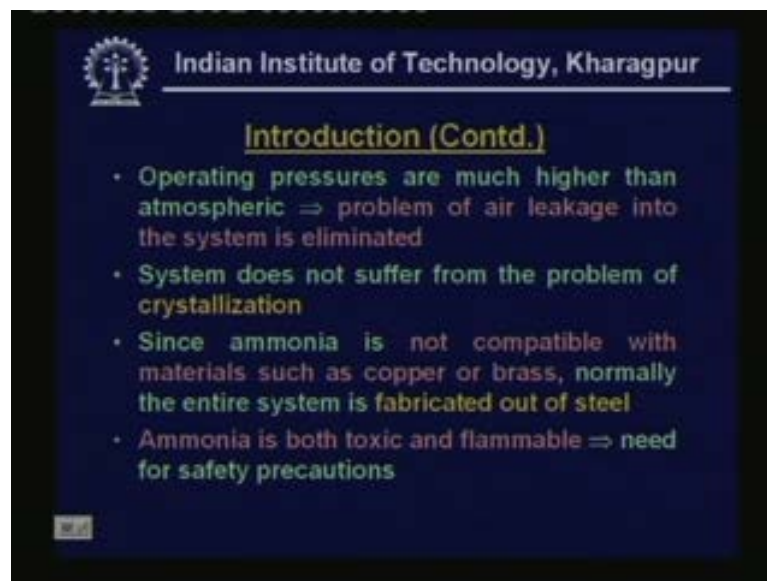 Indian Institute of Technology, Kharagpur
Introduction (Contd.)
• Operating pressures are much higher than
atmospheric ⇒ problem of air leakage into
the system is eliminated
• System does not suffer from the problem of
crystallization
• Since ammonia is not compatible with
materials such as copper or brass, normally
the entire system is fabricated out of steel
• Ammonia is both toxic and flammable ⇒ need
for safety precautions